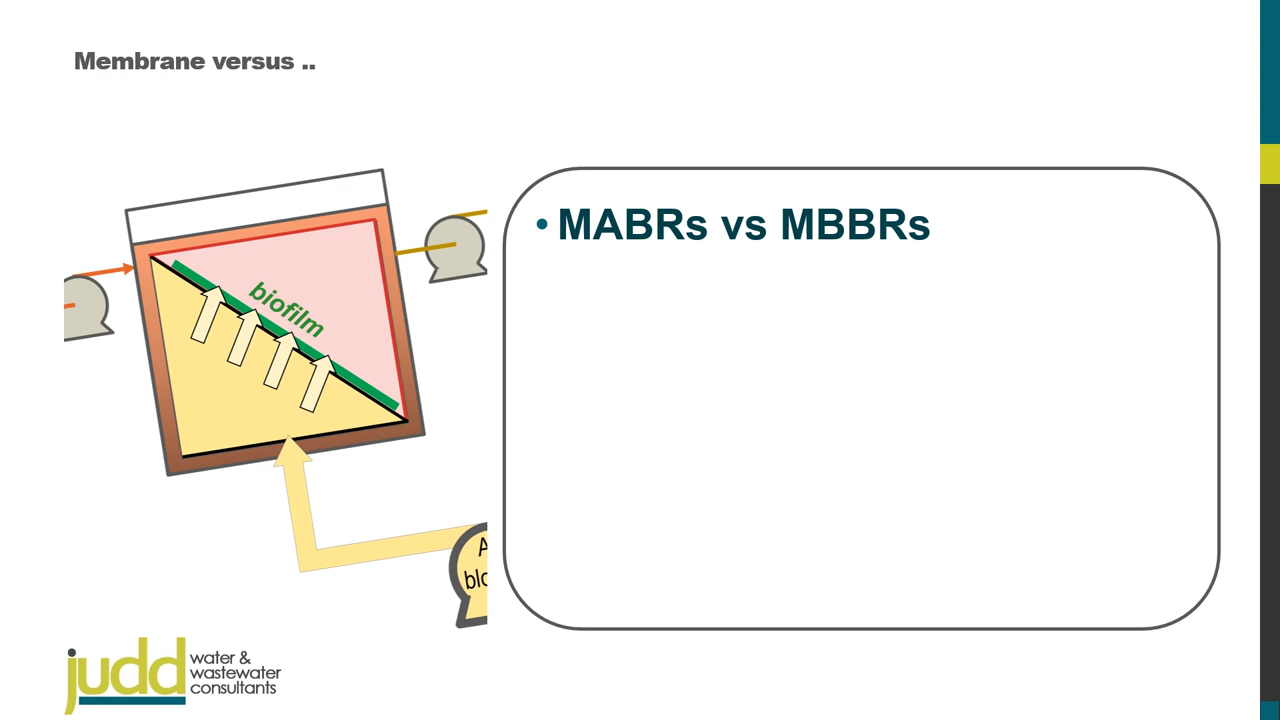 Membrane versus ..
• MABRs vs MBBRs
biofilm
judd
water &
wastewater
consultants